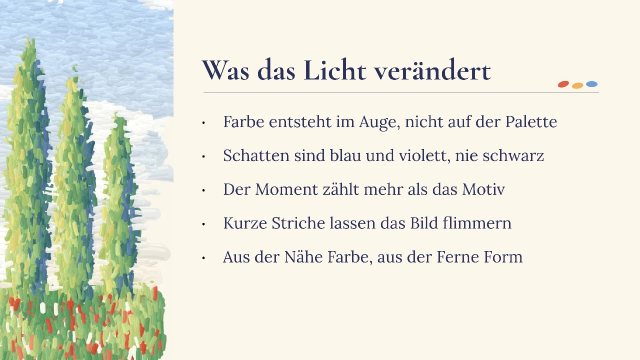 Was das Licht verändert
· Farbe entsteht im Auge, nicht auf der Palette
· Schatten sind blau und violett, nie schwarz
· Der Moment zählt mehr als das Motiv
· Kurze Striche lassen das Bild flimmern
· Aus der Nähe Farbe, aus der Ferne Form